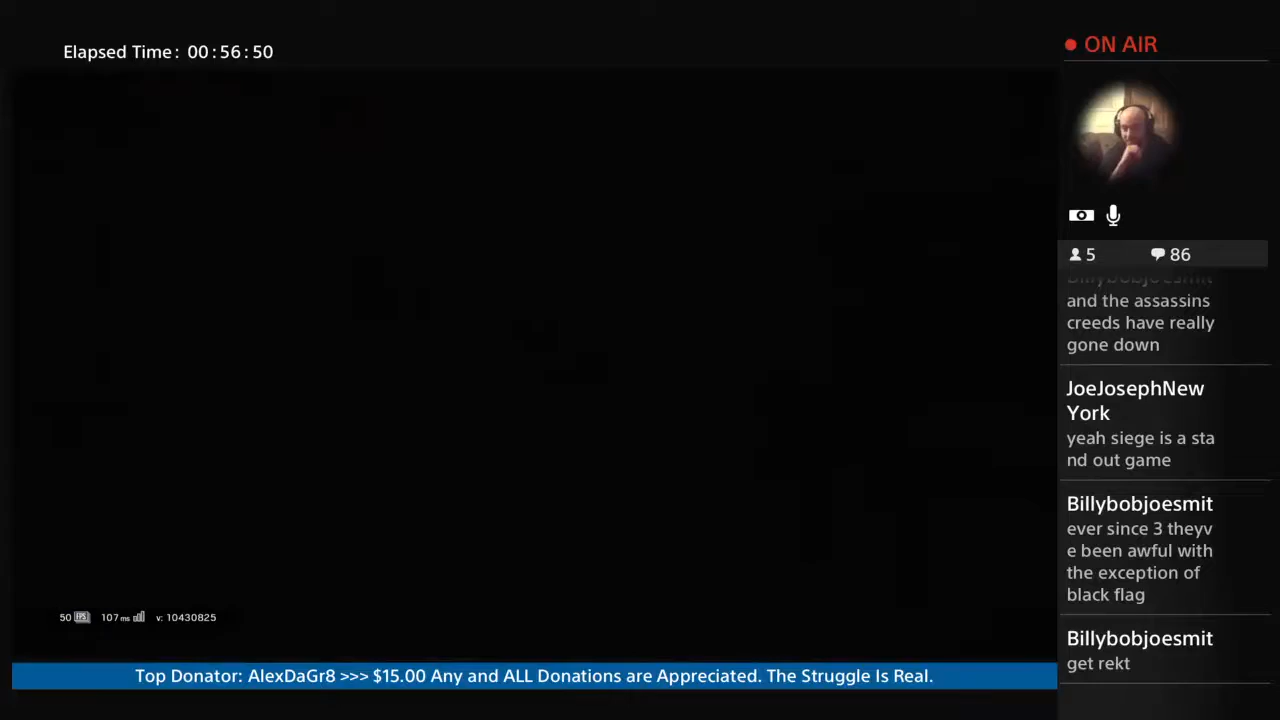 Elapsed Time: 00:56:50
ON AIR
5 86
and the assassins
creeds have really
gone down
JoeJosephNew
York
yeah siege is a sta
nd out game
Billybobjoesmit
ever since 3 theyv
e been awful with
the exception of
black flag
Billybobjoesmit
get rekt
50 FPS 107 ms v: 10430825
Top Donator: AlexDaGr8 >>> $15.00 Any and ALL Donations are Appreciated. The Struggle Is Real.